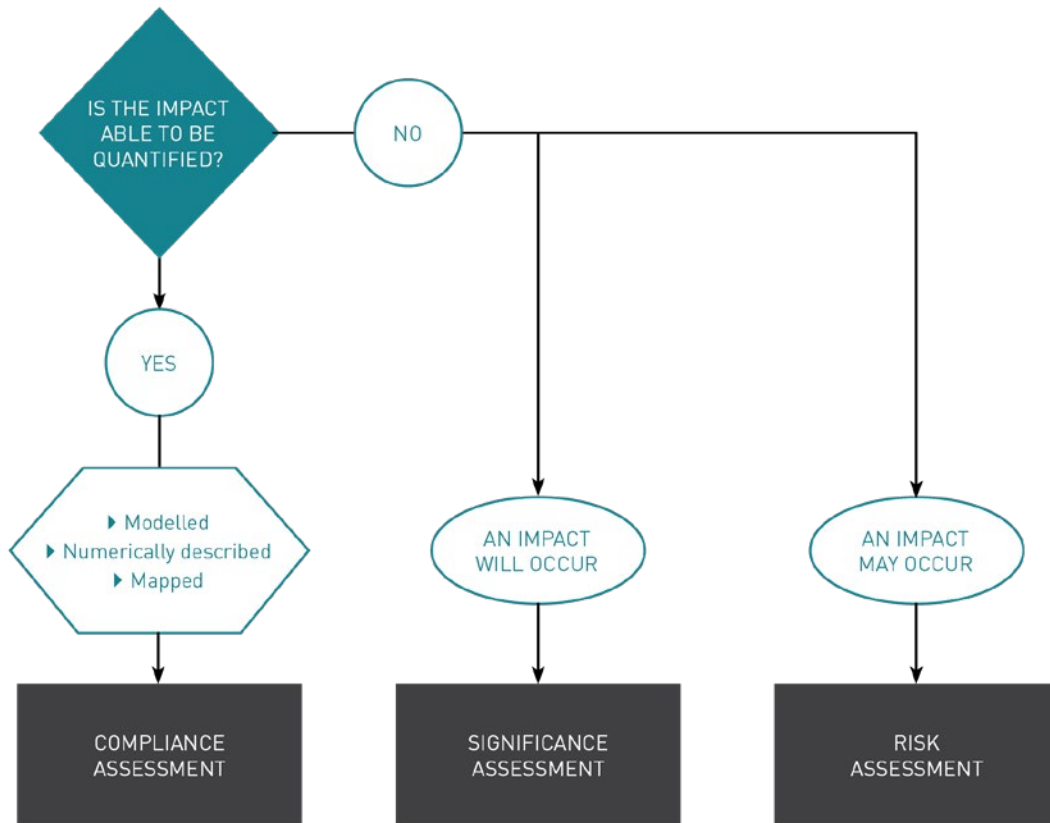 IS THE IMPACT
ABLE TO BE
QUANTIFIED?
NO
YES
Modelled
Numerically described
Mapped
AN IMPACT
WILL OCCUR
AN IMPACT
MAY OCCUR
COMPLIANCE
ASSESSMENT
SIGNIFICANCE
ASSESSMENT
RISK
ASSESSMENT